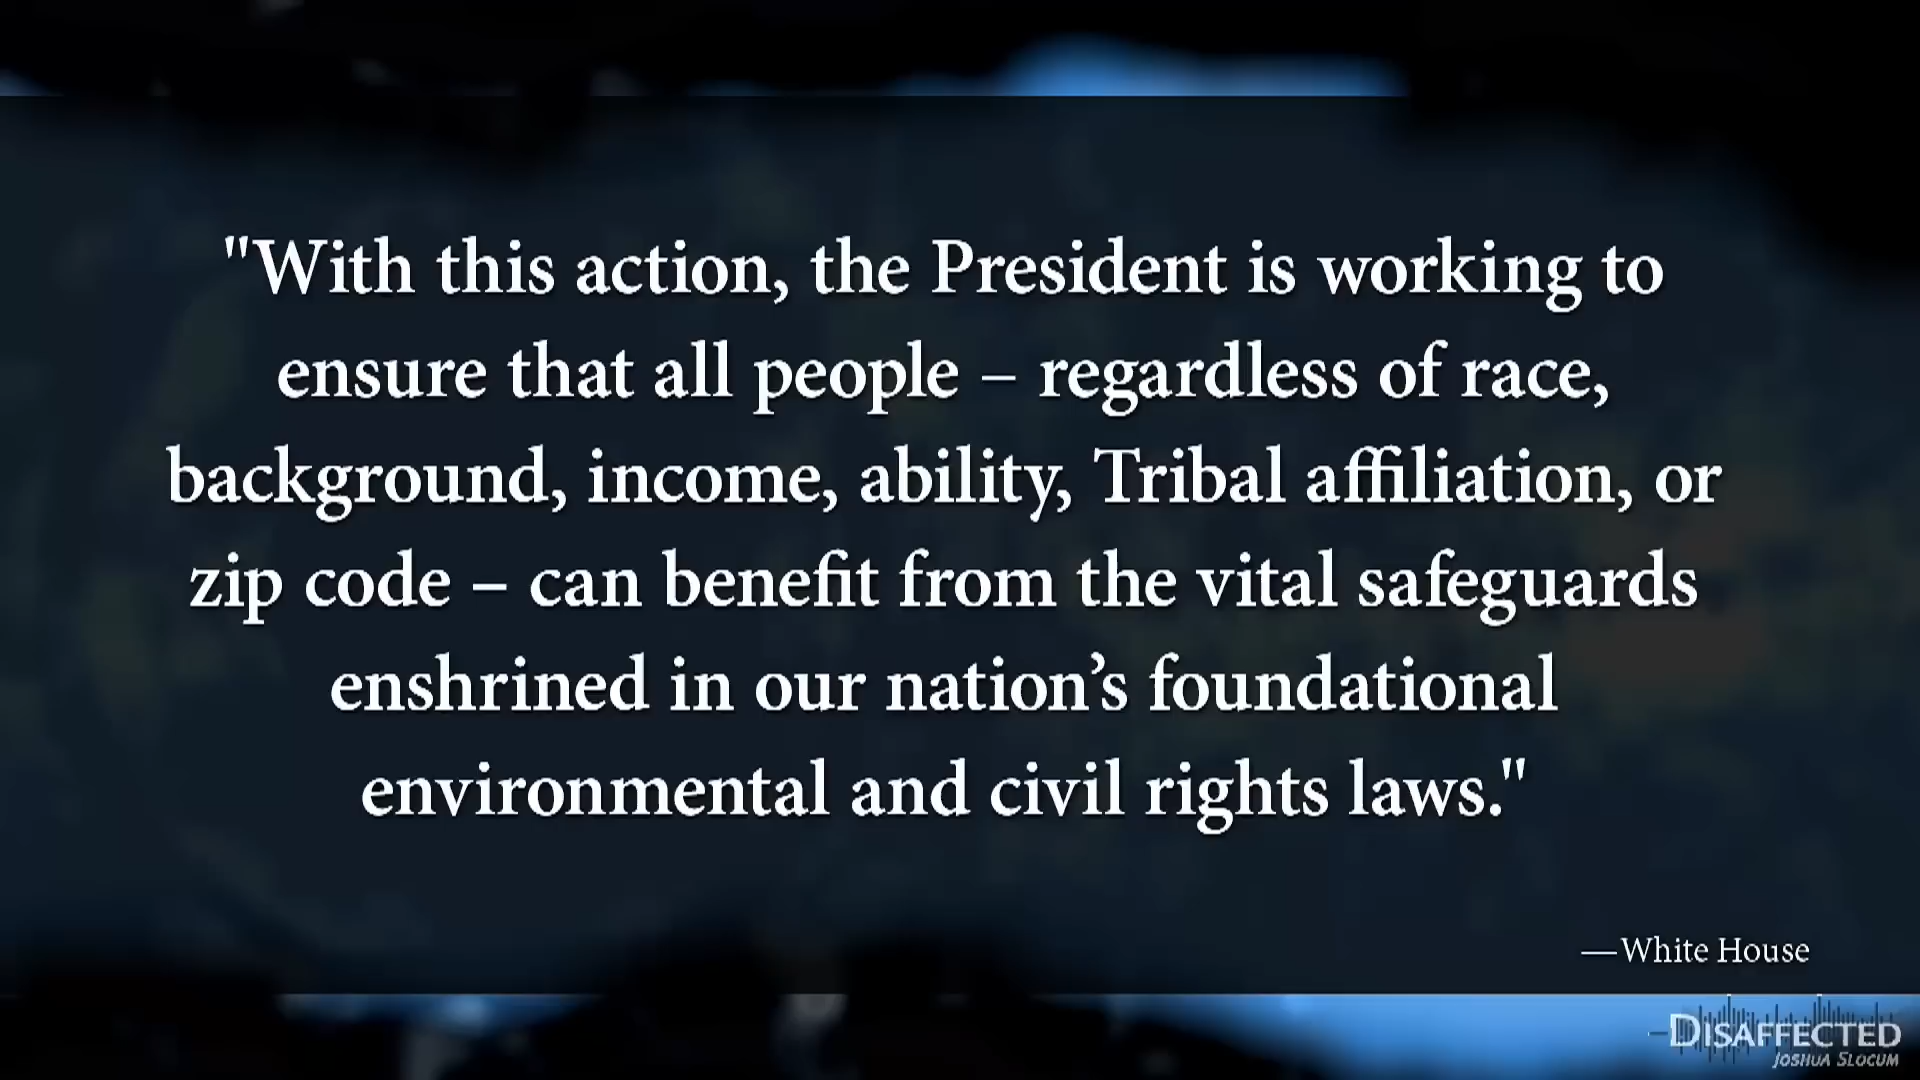 "With this action, the President is working to
ensure that all people – regardless of race,
background, income, ability, Tribal affiliation, or
zip code – can benefit from the vital safeguards
enshrined in our nation’s foundational
environmental and civil rights laws."
—White House
DISAFFECTED
JOSHUA SLOCUM